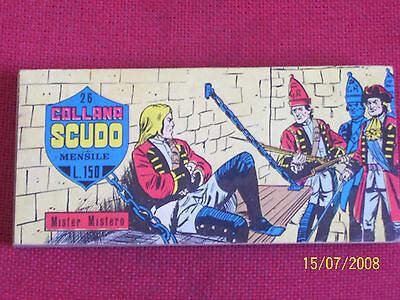 26
COLLANA
SCUDO
MENSILE
L.150
Mister Mistero
15/07/2008